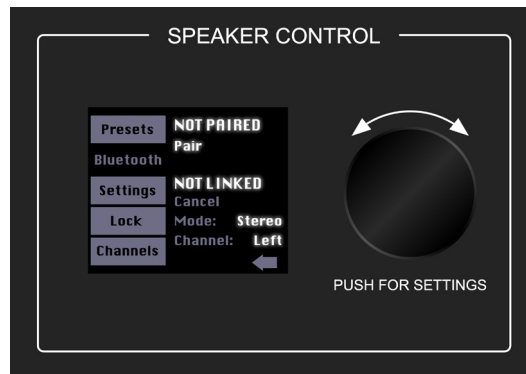 SPEAKER CONTROL
Presets
Bluetooth
Settings
Lock
Channels
NOT PAIRED
Pair
NOT LINKED
Cancel
Mode: Stereo
Channel: Left
PUSH FOR SETTINGS